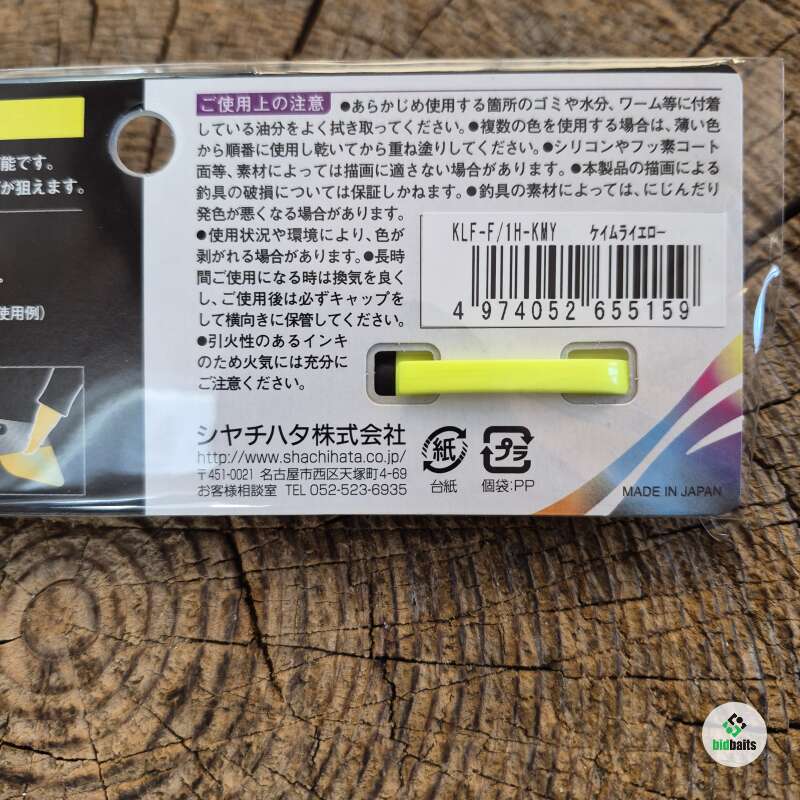 能です。
が狙えます。
使用例）
ご使用上の注意 ●あらかじめ使用する箇所のゴミや水分、ワーム等に付着
している油分をよく拭き取ってください。●複数の色を使用する場合は、薄い色
から順番に使用し乾いてから重ね塗りしてください。●シリコンやフッ素コート
面等、素材によっては描画に適さない場合があります。●本製品の描画による
釣具の破損については保証しかねます。●釣具の素材によっては、にじんだり
発色が悪くなる場合があります。
●使用状況や環境により、色が
剥がれる場合があります。●長時
間ご使用になる時は換気を良く
し、ご使用後は必ずキャップを
して横向きに保管してください。
●引火性のあるインキ
のため火気には充分に
ご注意ください。
KLF-F/1H-KMY ケイムライエロー
4 974052 655159
シヤチハタ株式会社
http://www.shachihata.co.jp/
〒451-0021 名古屋市西区天塚町4-69
お客様相談室 TEL 052-523-6935
紙
台紙
プラ
個袋:PP
MADE IN JAPAN
bidbaits